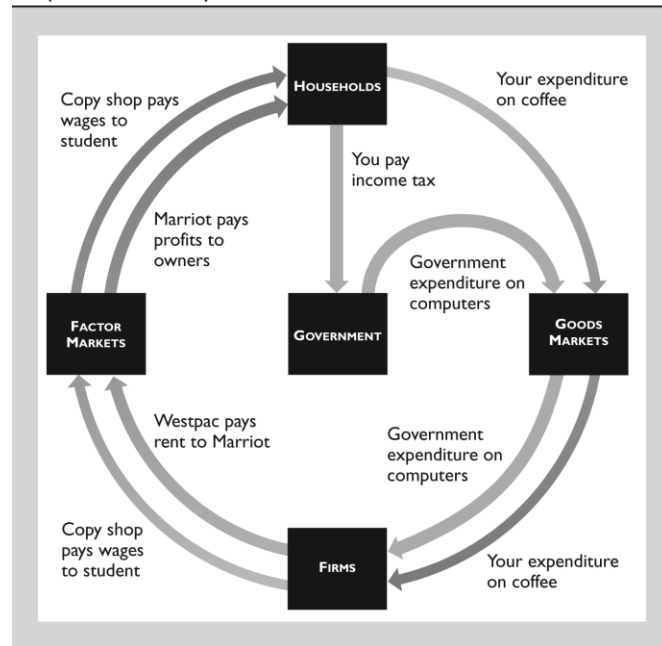 HOUSEHOLDS
Copy shop pays
wages to
student
Your expenditure
on coffee
You pay
income tax
Marriot pays
profits to
owners
Government
expenditure on
computers
FACTOR
MARKETS
GOVERNMENT
GOODS
MARKETS
Westpac pays
rent to Marriot
Government
expenditure on
computers
Copy shop
pays wages
to student
FIRMS
Your expenditure
on coffee